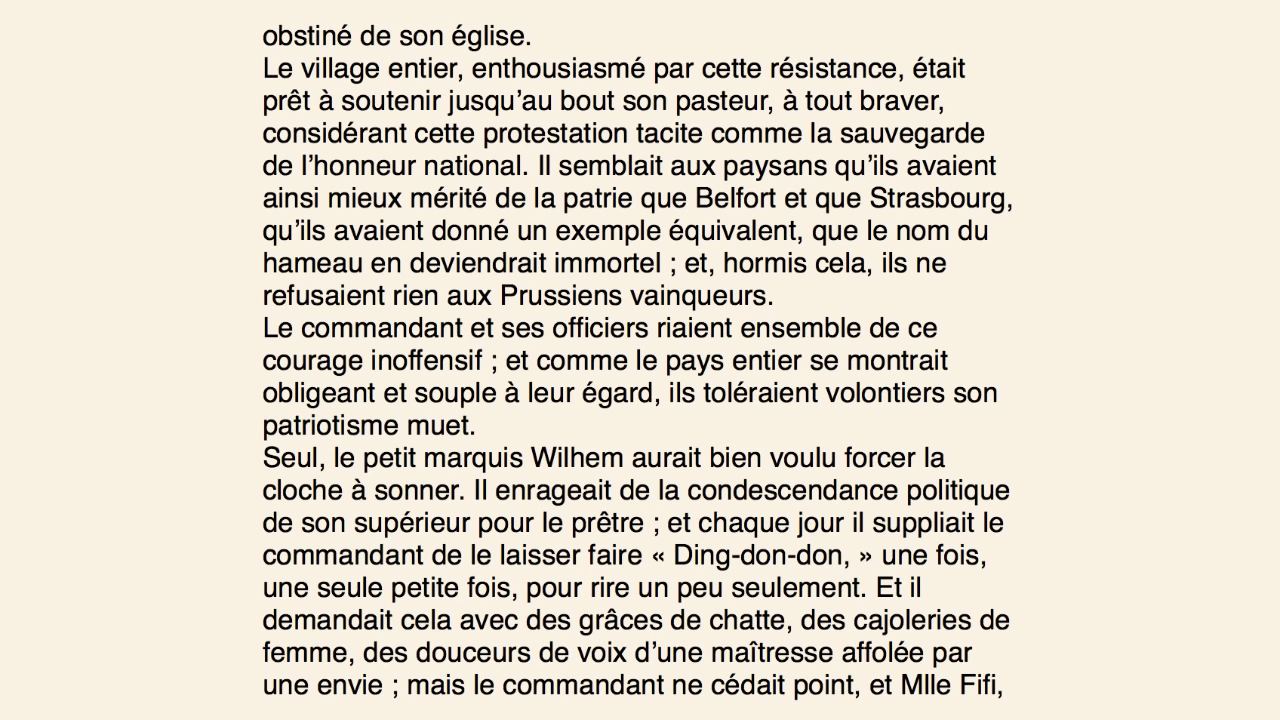 obstiné de son église.
Le village entier, enthousiasmé par cette résistance, était
prêt à soutenir jusqu’au bout son pasteur, à tout braver,
considérant cette protestation tacite comme la sauvegarde
de l’honneur national. Il semblait aux paysans qu’ils avaient
ainsi mieux mérité de la patrie que Belfort et que Strasbourg,
qu’ils avaient donné un exemple équivalent, que le nom du
hameau en deviendrait immortel ; et, hormis cela, ils ne
refusaient rien aux Prussiens vainqueurs.
Le commandant et ses officiers riaient ensemble de ce
courage inoffensif ; et comme le pays entier se montrait
obligeant et souple à leur égard, ils toléraient volontiers son
patriotisme muet.
Seul, le petit marquis Wilhem aurait bien voulu forcer la
cloche à sonner. Il enrageait de la condescendance politique
de son supérieur pour le prêtre ; et chaque jour il suppliait le
commandant de le laisser faire « Ding-don-don, » une fois,
une seule petite fois, pour rire un peu seulement. Et il
demandait cela avec des grâces de chatte, des cajoleries de
femme, des douceurs de voix d’une maîtresse affolée par
une envie ; mais le commandant ne cédait point, et Mlle Fifi,